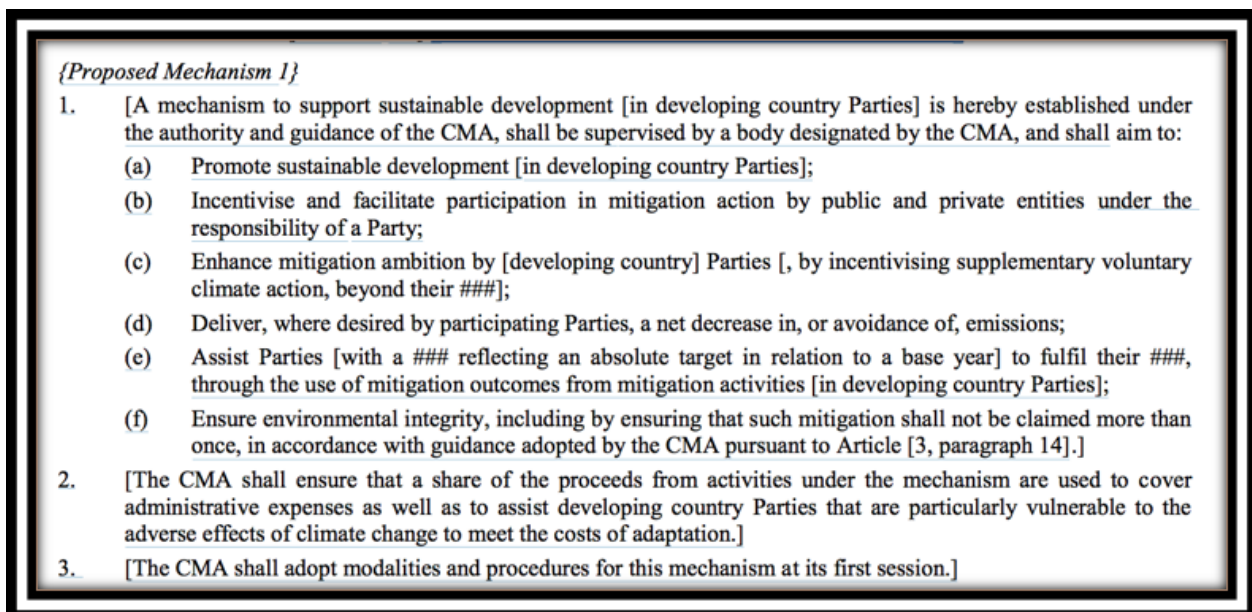 {Proposed Mechanism 1}
1. [A mechanism to support sustainable development [in developing country Parties] is hereby established under
the authority and guidance of the CMA, shall be supervised by a body designated by the CMA, and shall aim to:
(a) Promote sustainable development [in developing country Parties];
(b) Incentivise and facilitate participation in mitigation action by public and private entities under the
responsibility of a Party;
(c) Enhance mitigation ambition by [developing country] Parties [, by incentivising supplementary voluntary
climate action, beyond their ###];
(d) Deliver, where desired by participating Parties, a net decrease in, or avoidance of, emissions;
(e) Assist Parties [with a ### reflecting an absolute target in relation to a base year] to fulfil their ###,
through the use of mitigation outcomes from mitigation activities [in developing country Parties];
(f) Ensure environmental integrity, including by ensuring that such mitigation shall not be claimed more than
once, in accordance with guidance adopted by the CMA pursuant to Article [3, paragraph 14].]
2. [The CMA shall ensure that a share of the proceeds from activities under the mechanism are used to cover
administrative expenses as well as to assist developing country Parties that are particularly vulnerable to the
adverse effects of climate change to meet the costs of adaptation.]
3. [The CMA shall adopt modalities and procedures for this mechanism at its first session.]